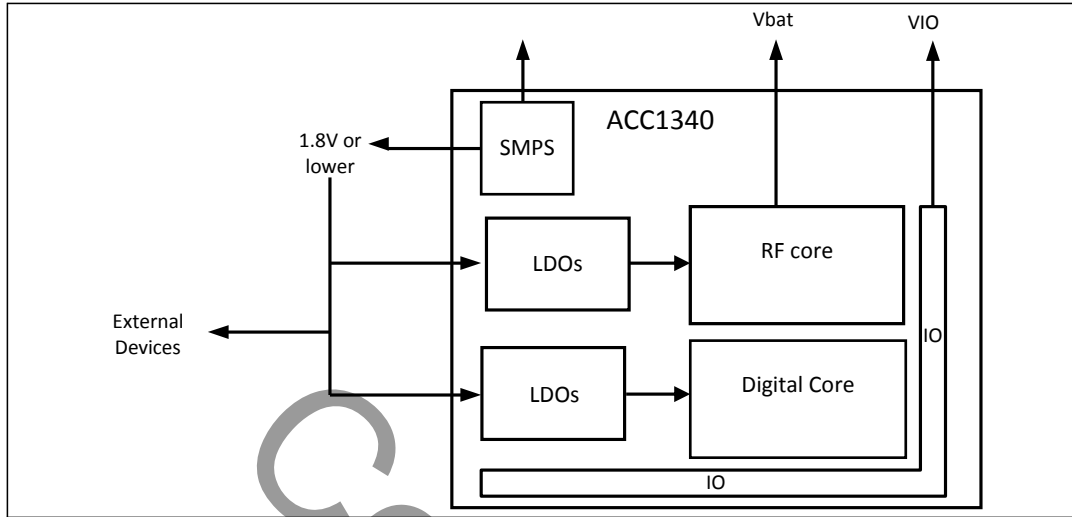 Vbat
VIO
ACC1340
1.8V or
lower
SMPS
LDOs
RF core
External
Devices
IO
LDOs
Digital Core
IO